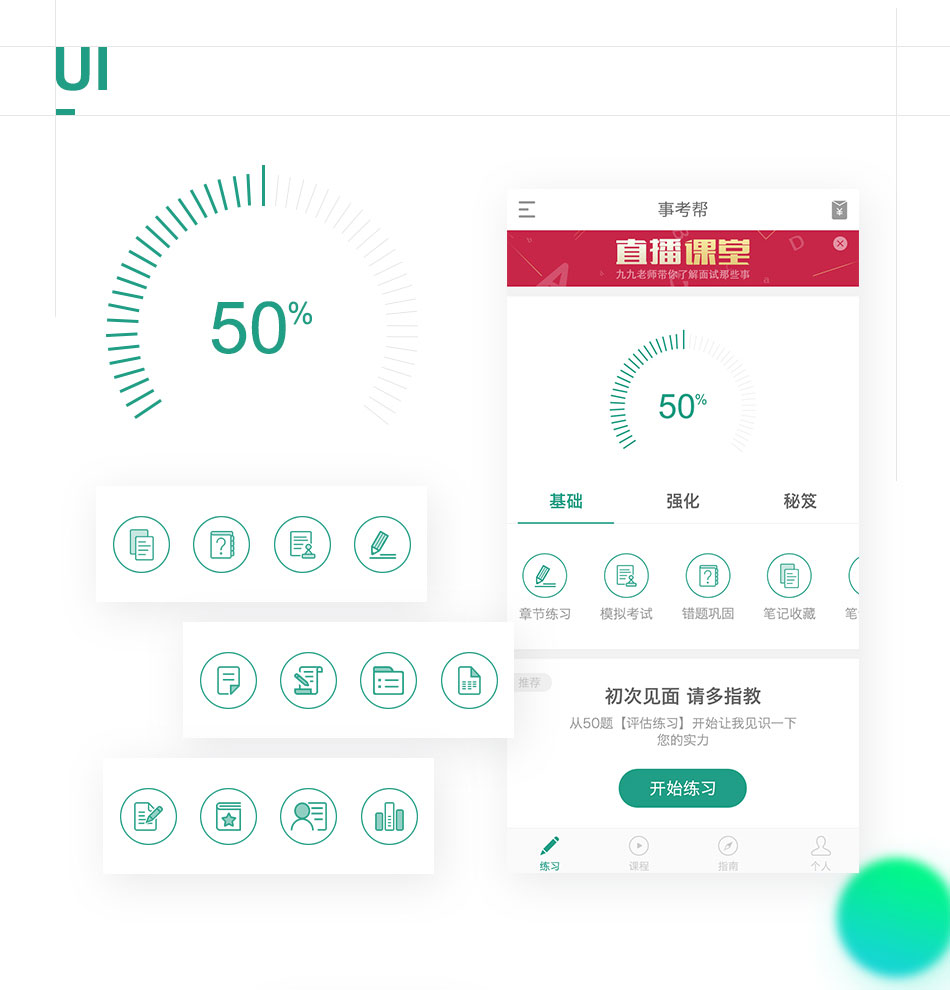 UI
50%
事考帮
直播课堂
九九老师带你了解面试那些事
50%
基础 强化 秘笈
章节练习 模拟考试 错题巩固 笔记收藏 笔
推荐
初次见面 请多指教
从50题【评估练习】开始让我见识一下
您的实力
开始练习
练习 课程 指南 个人